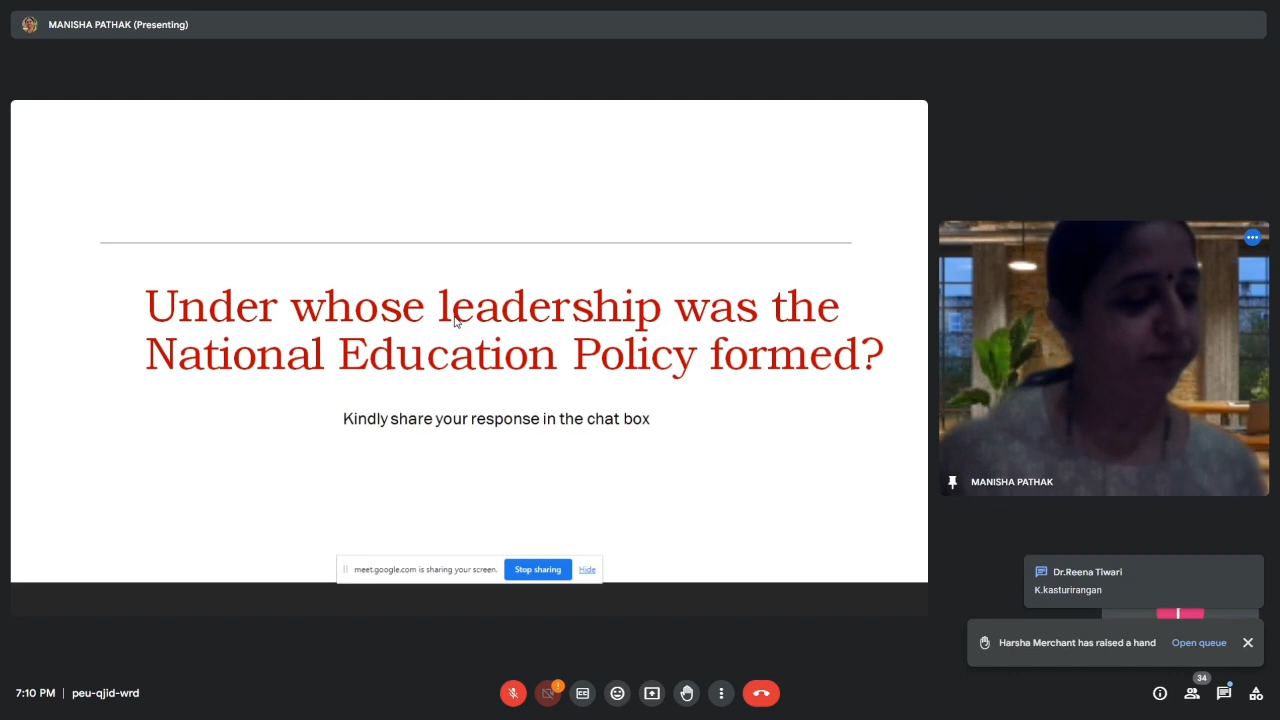 MANISHA PATHAK (Presenting)
Under whose leadership was the
National Education Policy formed?
Kindly share your response in the chat box
meet.google.com is sharing your screen.
Stop sharing
Hide
MANISHA PATHAK
Dr.Reena Tiwari
K.kasturirangan
Harsha Merchant has raised a hand
Open queue
7:10 PM | peu-qjid-wrd
34